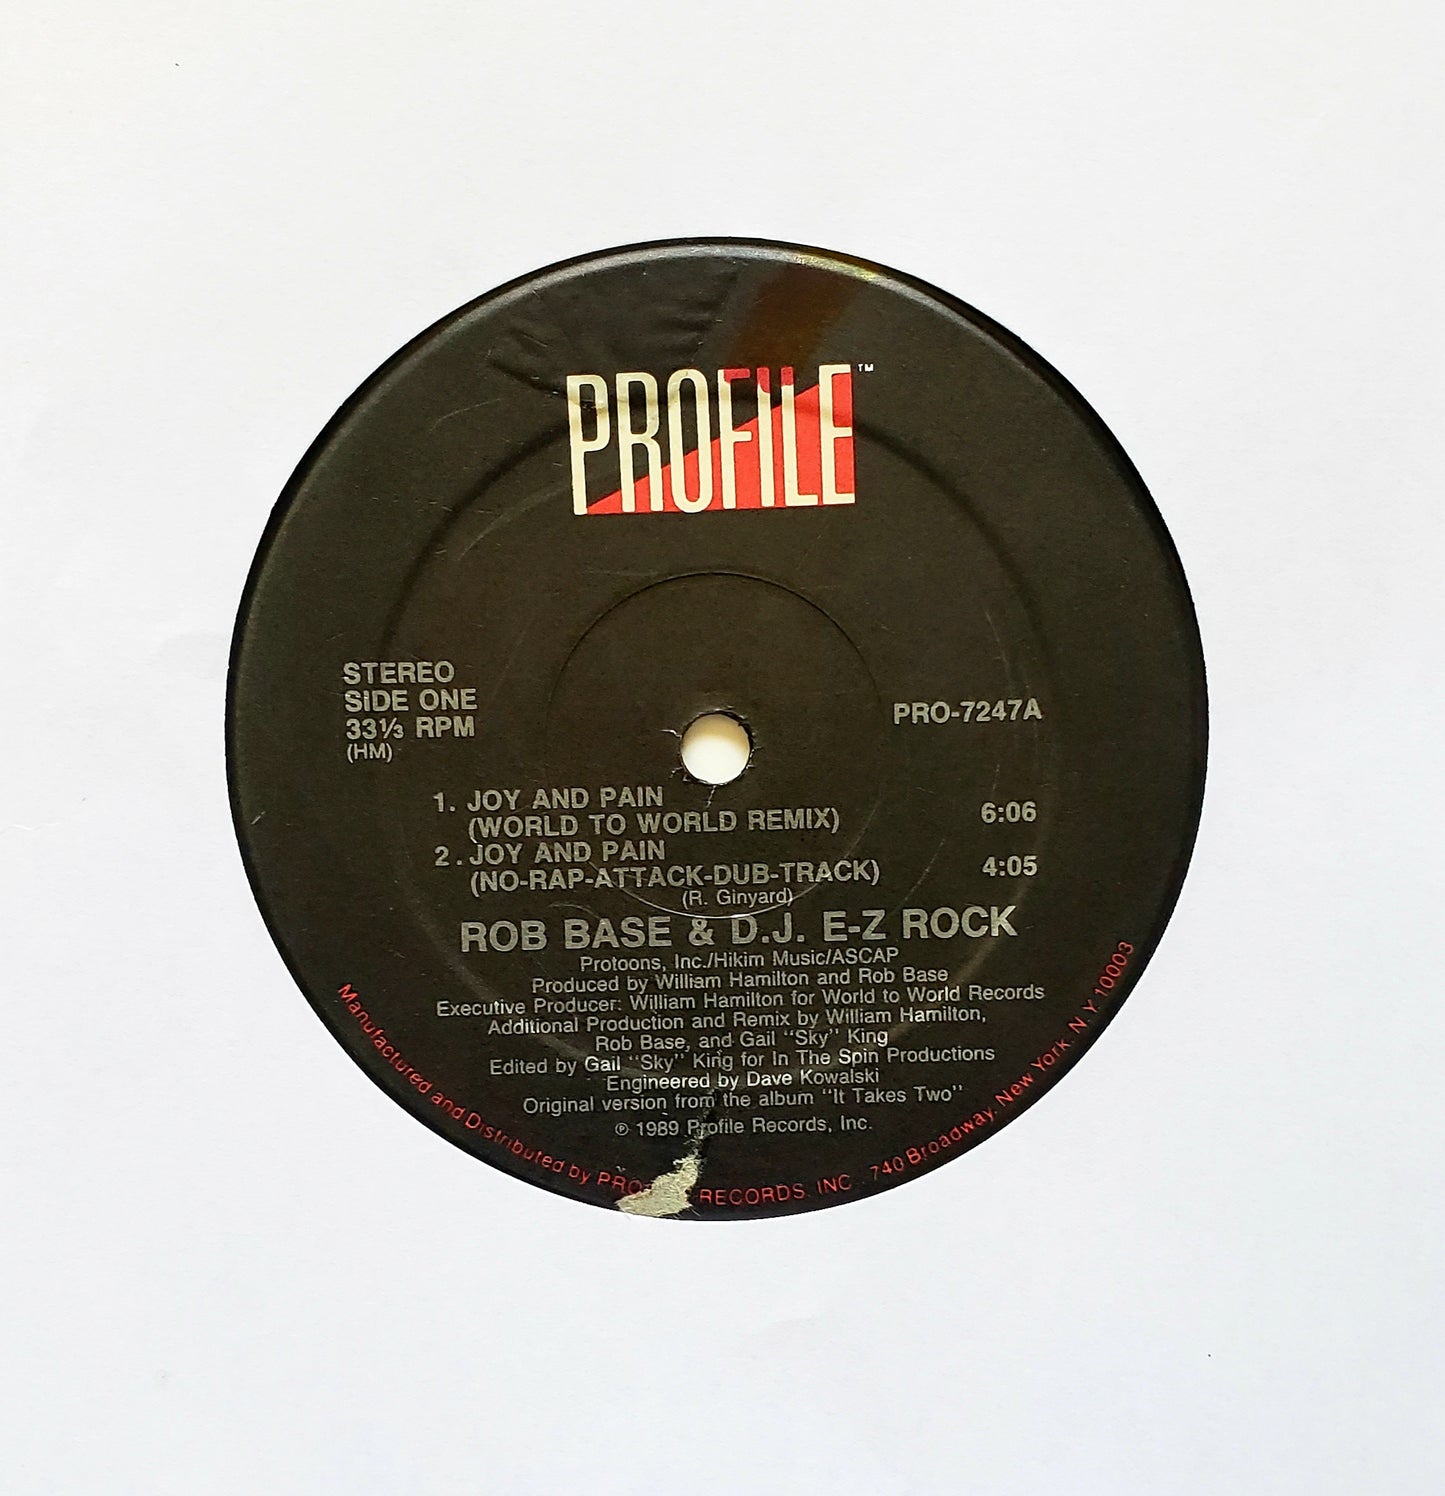 PROFILE™
STEREO
SIDE ONE
33⅓ RPM
(HM)
PRO-7247A
1. JOY AND PAIN
(WORLD TO WORLD REMIX) 6:06
2. JOY AND PAIN
(NO-RAP-ATTACK-DUB-TRACK) 4:05
(R. Ginyard)
ROB BASE & D.J. E-Z ROCK
Protoons, Inc./Hikim Music/ASCAP
Produced by William Hamilton and Rob Base
Executive Producer: William Hamilton for World to World Records
Additional Production and Remix by William Hamilton,
Rob Base, and Gail "Sky" King
Edited by Gail "Sky" King for In The Spin Productions
Engineered by Dave Kowalski
Original version from the album "It Takes Two"
℗ 1989 Profile Records, Inc.
Manufactured and Distributed by RECORDS INC 740 Broadway, New York, N Y. 10003